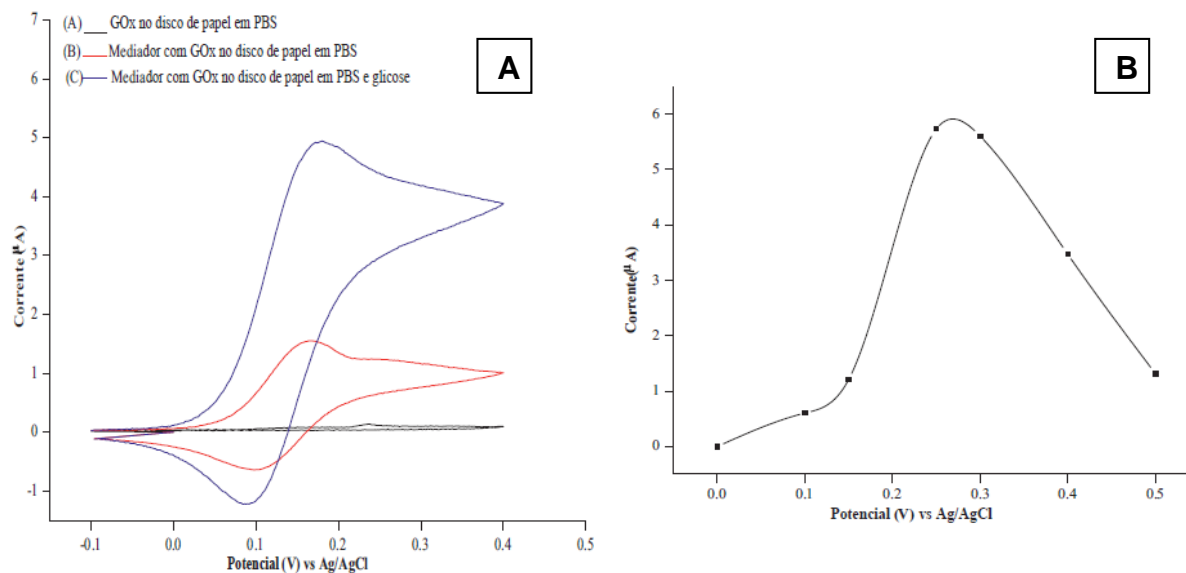 (A) GOx no disco de papel em PBS
(B) Mediador com GOx no disco de papel em PBS
(C) Mediador com GOx no disco de papel em PBS e glicose
A
7
6
5
4
3
2
1
0
-1
Corrente (µA)
-0.1 0.0 0.1 0.2 0.3 0.4 0.5
Potencial (V) vs Ag/AgCl
B
6
5
4
3
2
1
0
Corrente(µ A)
0.0 0.1 0.2 0.3 0.4 0.5
Potencial (V) vs Ag/AgCl